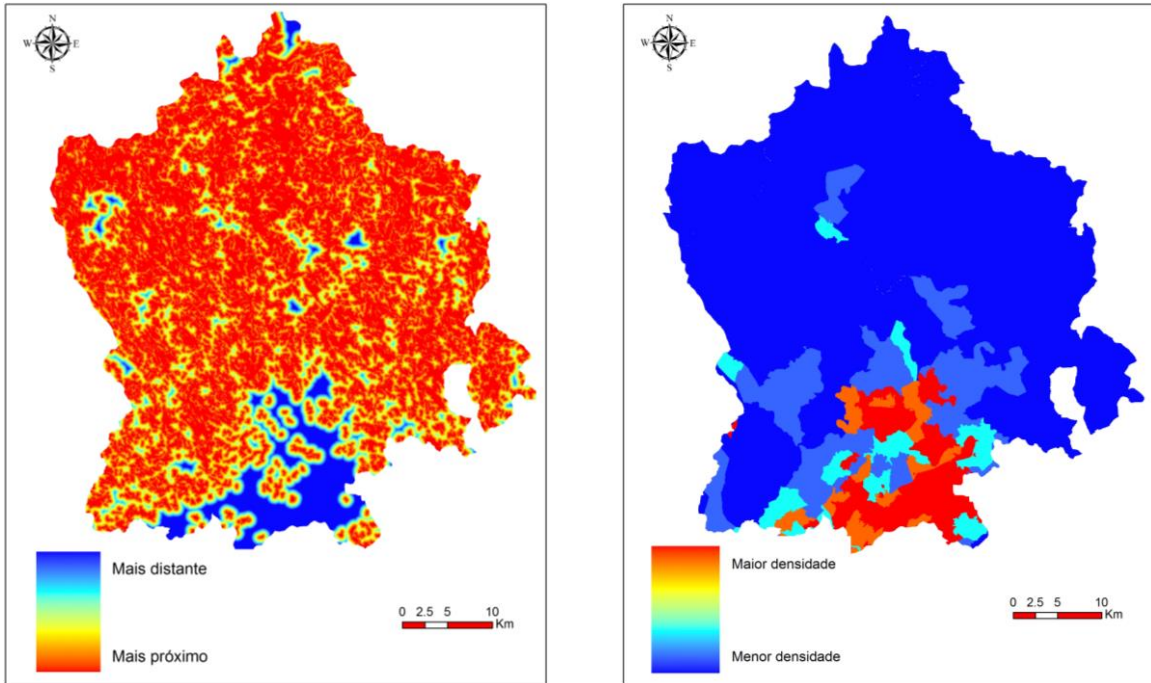 N
W E
S
Mais distante
Mais próximo
0 2.5 5 10
Km
N
W E
S
Maior densidade
Menor densidade
0 2.5 5 10
Km